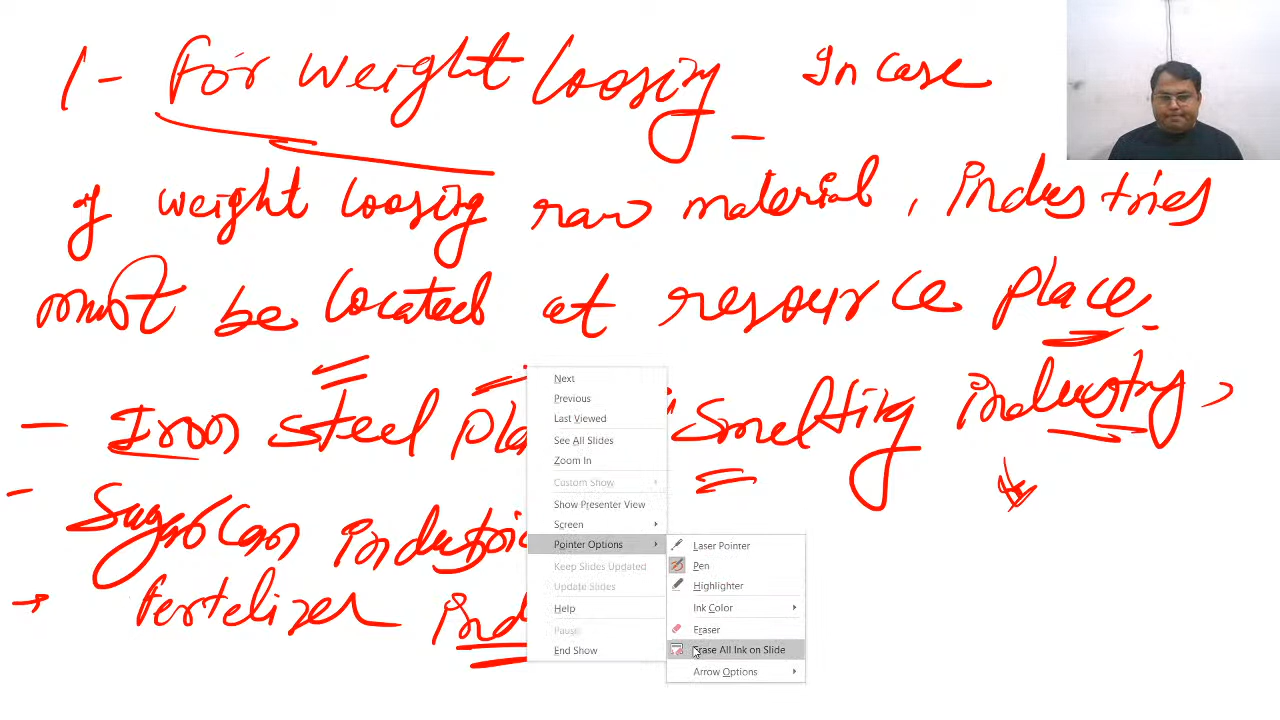 1- For weight loosing - In case
of weight loosing raw material, industries
must be located at resource place.
- Iron steel pla smelting industry,
- Sugarcan industri
→ Fertelizer ind
Next
Previous
Last Viewed
See All Slides
Zoom In
Custom Show
Show Presenter View
Screen
Pointer Options
Keep Slides Updated
Update Slides
Help
Pause
End Show
Laser Pointer
Pen
Highlighter
Ink Color
Eraser
Erase All Ink on Slide
Arrow Options